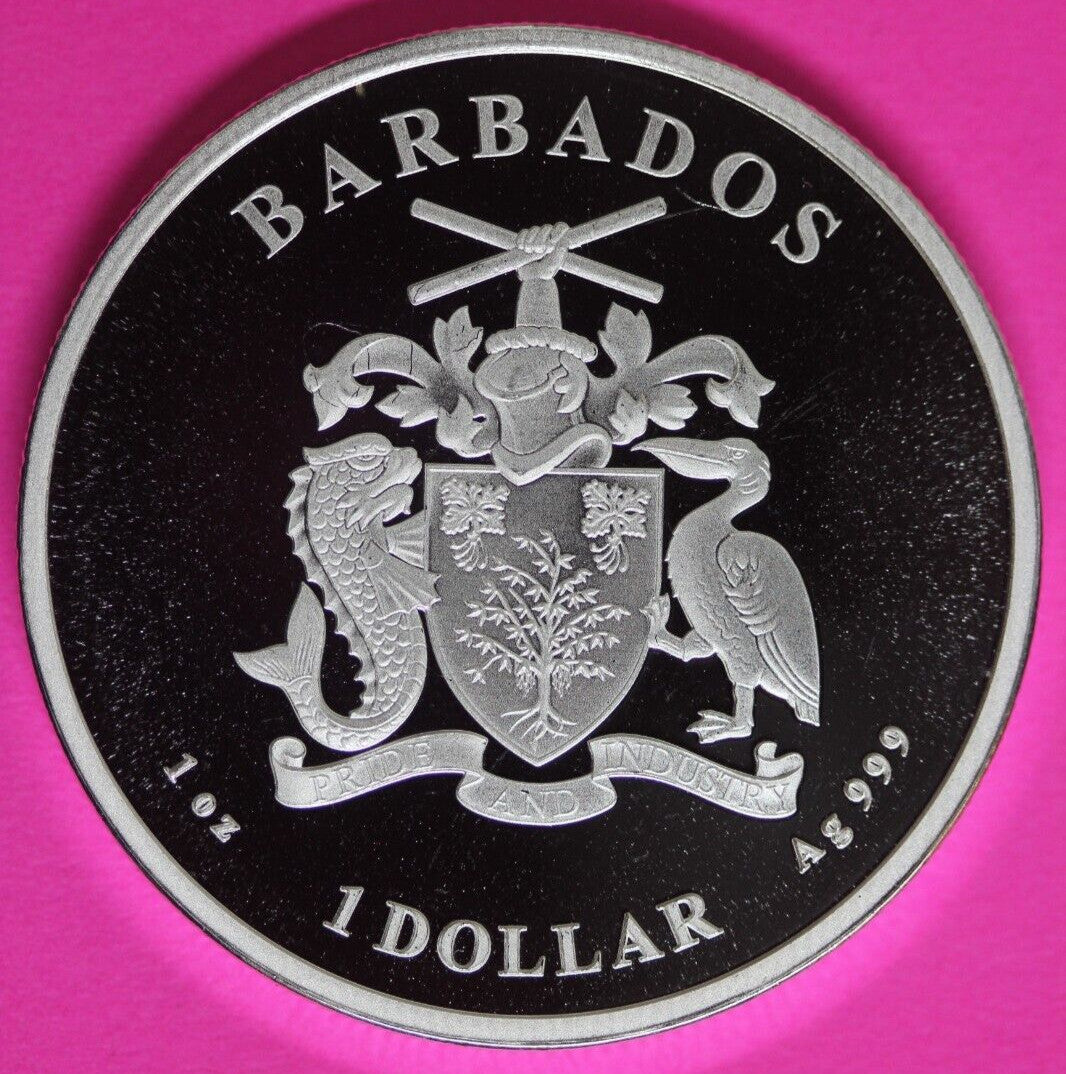 BARBADOS
PRIDE AND INDUSTRY
1 oz
Ag 999
1 DOLLAR